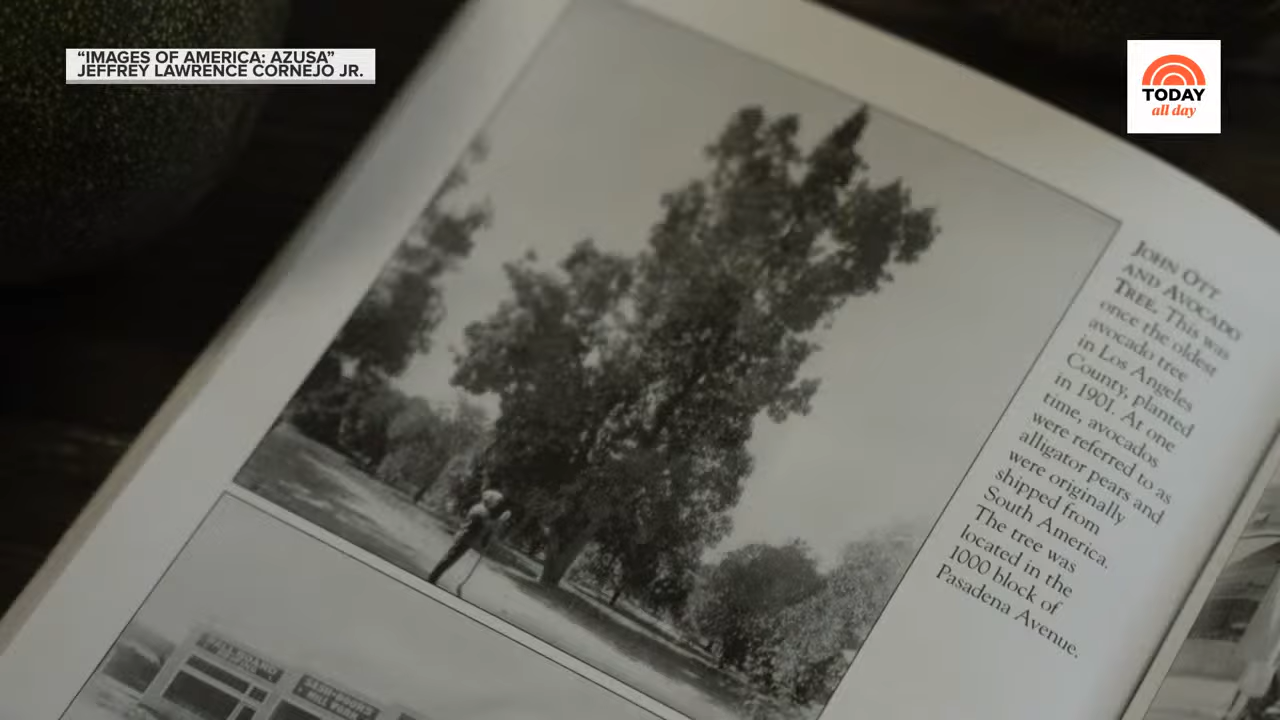 “IMAGES OF AMERICA: AZUSA”
JEFFREY LAWRENCE CORNEJO JR.
TODAY
all day
JOHN OTT
AND AVOCADO
TREE. This was
once the oldest
avocado tree
in Los Angeles
County, planted
in 1901. At one
time, avocados
were referred to as
alligator pears and
were originally
shipped from
South America.
The tree was
located in the
1000 block of
Pasadena Avenue.